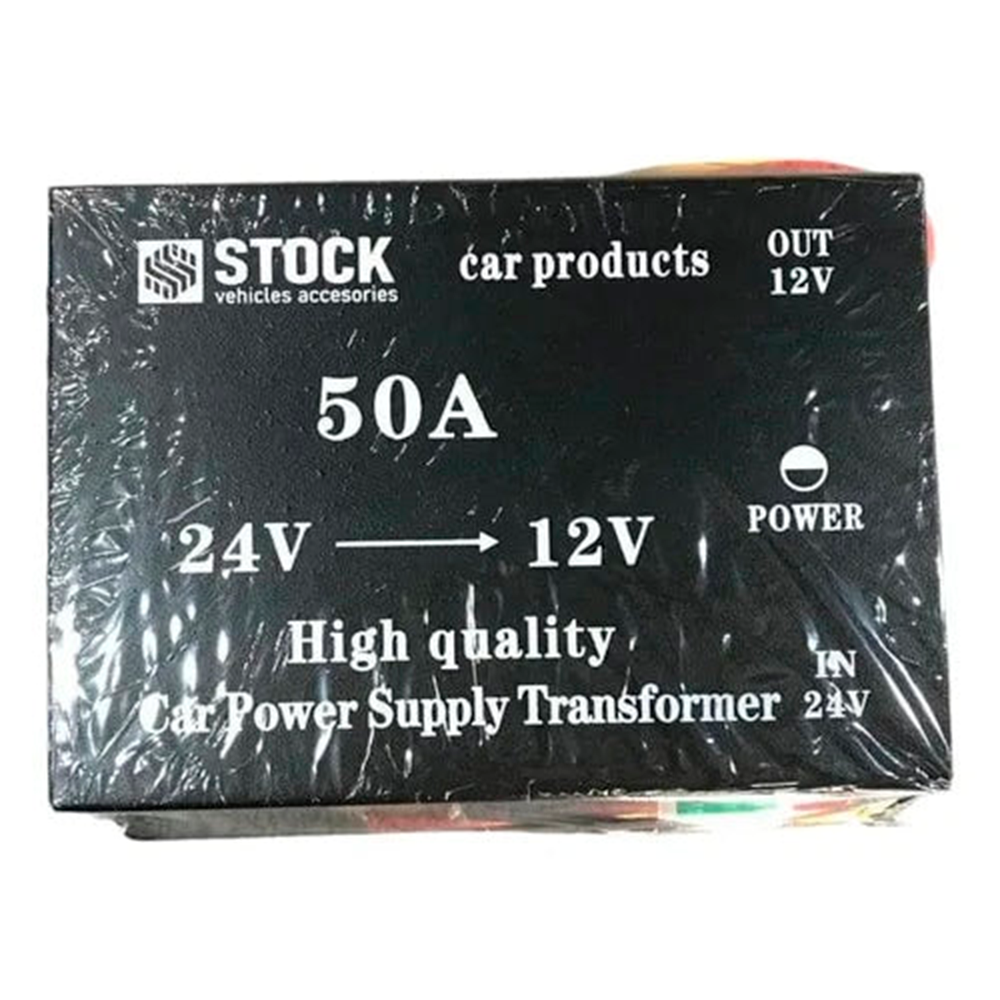 STOCK
vehicles accesories
car products
OUT
12V
50A
POWER
24V → 12V
High quality
Car Power Supply Transformer
IN
24V